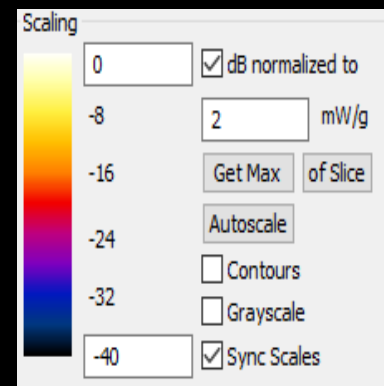 Scaling
0 dB normalized to
-8 2 mW/g
-16 Get Max of Slice
Autoscale
-24
Contours
-32
Grayscale
-40 Sync Scales